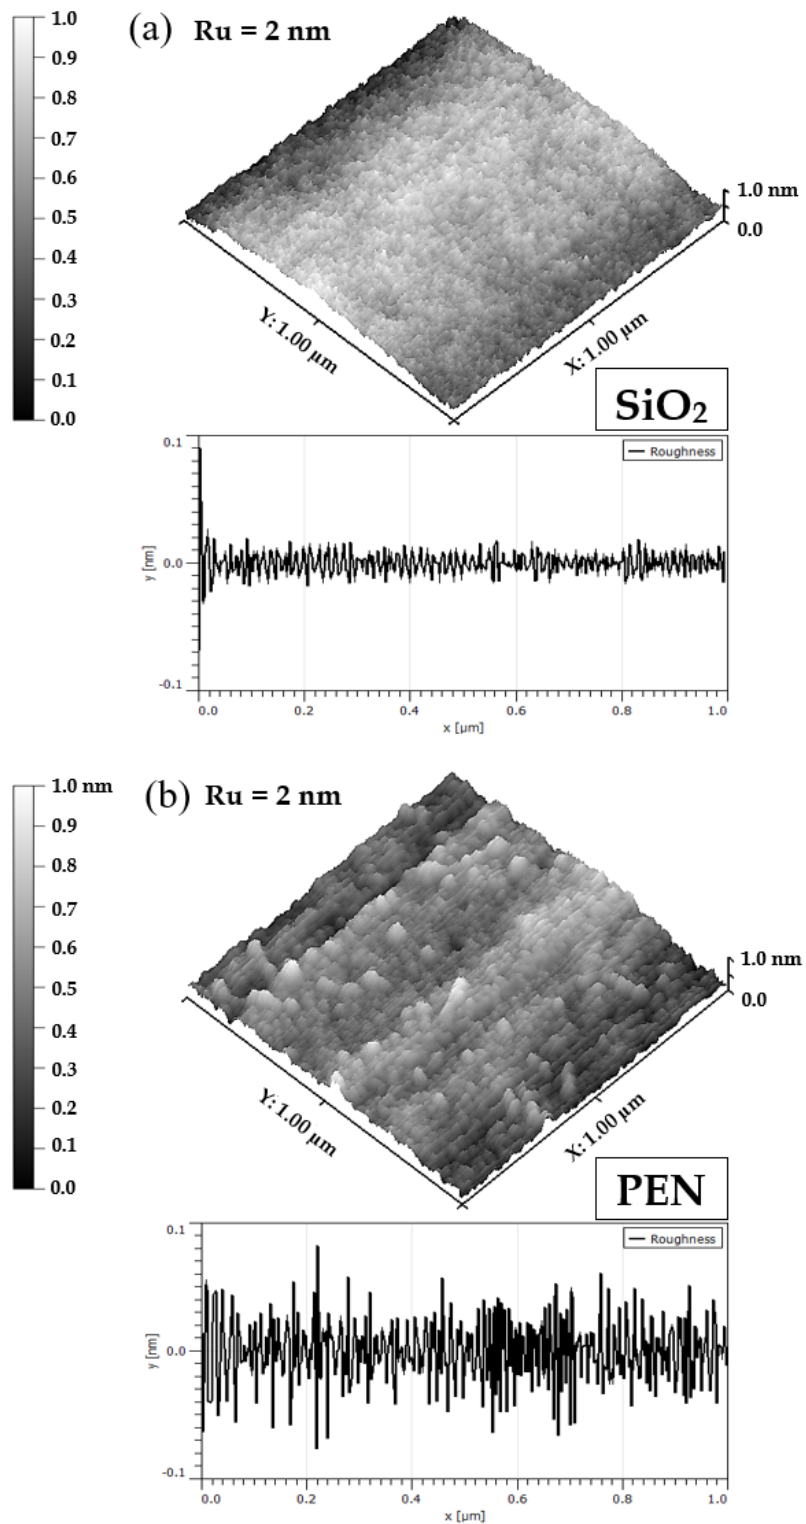 (a) Ru = 2 nm
1.0
0.9
0.8
0.7
0.6
0.5
0.4
0.3
0.2
0.1
0.0
1.0 nm
0.0
Y: 1.00 µm
X: 1.00 µm
SiO₂
0.1
0.0
-0.1
y [nm]
Roughness
0.0 0.2 0.4 0.6 0.8 1.0
x [µm]
(b) Ru = 2 nm
1.0 nm
0.9
0.8
0.7
0.6
0.5
0.4
0.3
0.2
0.1
0.0
1.0 nm
0.0
Y: 1.00 µm
X: 1.00 µm
PEN
0.1
0.0
-0.1
y [nm]
Roughness
0.0 0.2 0.4 0.6 0.8 1.0
x [µm]